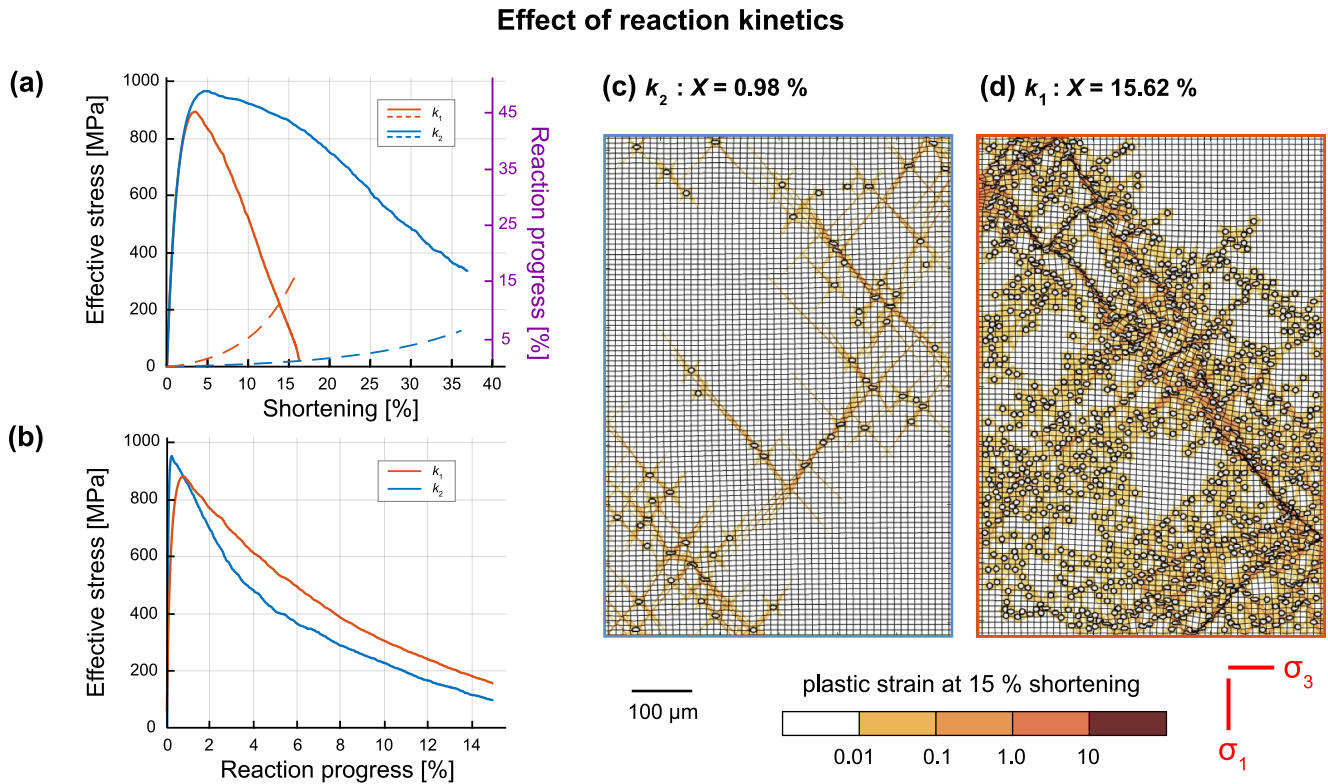 Effect of reaction kinetics
(a)
Effective stress [MPa]
1000
800
600
400
200
0
0
5
10
15
20
25
30
35
40
Shortening [%]
k₁
k₂
45
45
35
25
15
5
Reaction progress [%]
(b)
Effective stress [MPa]
1000
800
600
400
200
0
0
2
4
6
8
10
12
14
Reaction progress [%]
k₁
k₂
(c) k₂ : X = 0.98 %
(d) k₁ : X = 15.62 %
100 µm
plastic strain at 15 % shortening
0.01
0.1
1.0
10
σ₃
σ₁